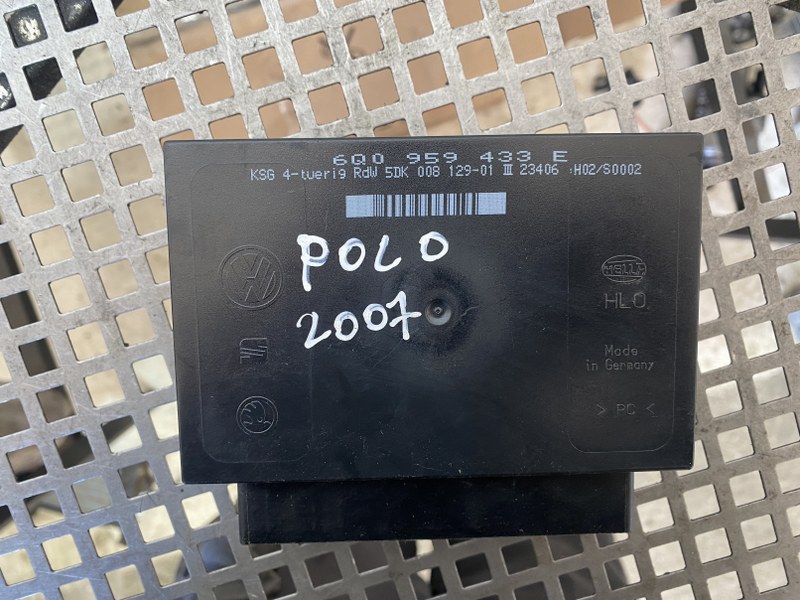 6Q0 959 433 E
KSG 4-tuerig RdW 5DK 008 129-01 III 23406 :H02/S0002
POLO
2007
HELLA
HLO
Made
in Germany
> PC <